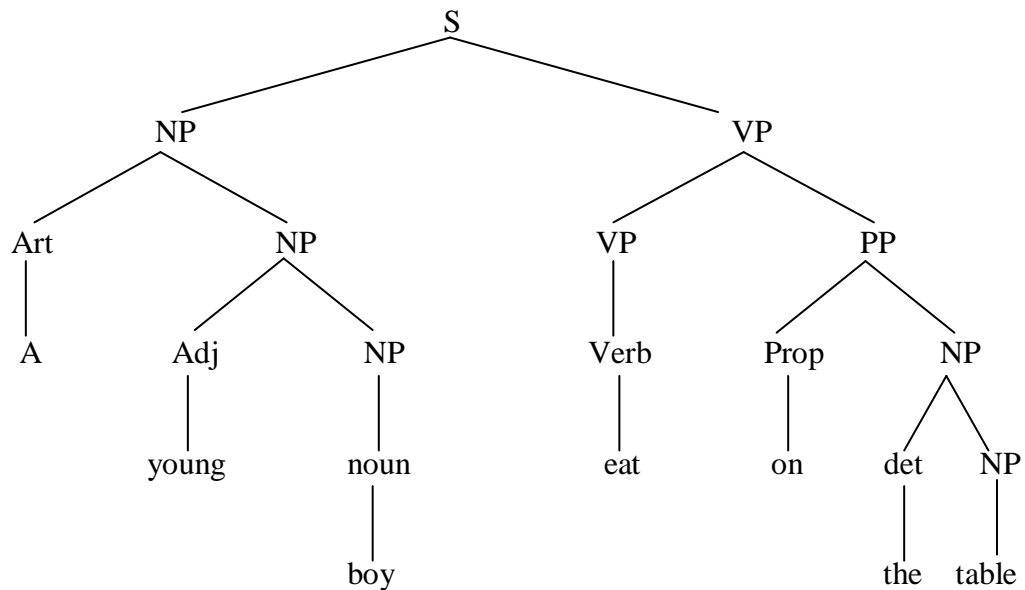 S
NP VP
Art NP VP PP
A Adj NP Verb Prop NP
young noun eat on det NP
boy the table